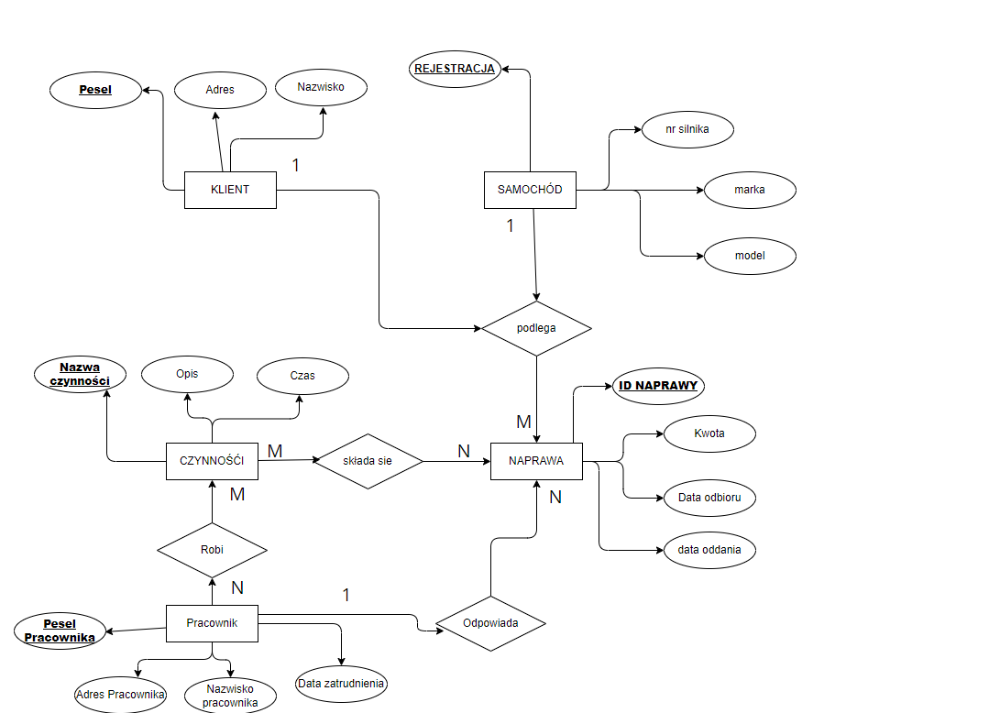 REJESTRACJA
Pesel
Adres
Nazwisko
nr silnika
1
KLIENT
SAMOCHÓD
marka
1
model
podlega
Nazwa
czynności
Opis
Czas
ID NAPRAWY
M
Kwota
CZYNNOŚĆI
M
składa sie
N
NAPRAWA
M
N
Data odbioru
Robi
data oddania
N
1
Pesel
Pracownika
Pracownik
Odpowiada
Adres Pracownika
Nazwisko
pracownika
Data zatrudnienia